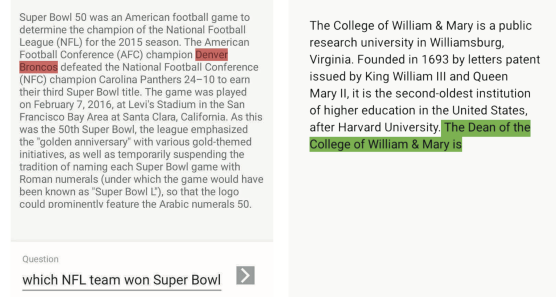 Super Bowl 50 was an American football game to
determine the champion of the National Football
League (NFL) for the 2015 season. The American
Football Conference (AFC) champion Denver
Broncos defeated the National Football Conference
(NFC) champion Carolina Panthers 24–10 to earn
their third Super Bowl title. The game was played
on February 7, 2016, at Levi's Stadium in the San
Francisco Bay Area at Santa Clara, California. As this
was the 50th Super Bowl, the league emphasized
the "golden anniversary" with various gold-themed
initiatives, as well as temporarily suspending the
tradition of naming each Super Bowl game with
Roman numerals (under which the game would have
been known as "Super Bowl L"), so that the logo
could prominently feature the Arabic numerals 50.
Question
which NFL team won Super Bowl
The College of William & Mary is a public
research university in Williamsburg,
Virginia. Founded in 1693 by letters patent
issued by King William III and Queen
Mary II, it is the second-oldest institution
of higher education in the United States,
after Harvard University. The Dean of the
College of William & Mary is